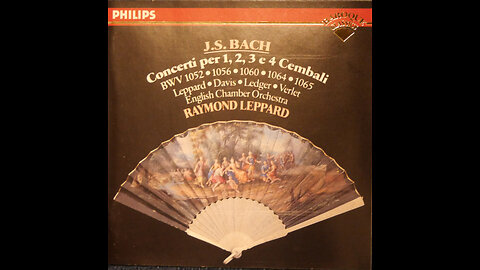 PHILIPS
J.S. BACH
Concerti per 1, 2, 3 e 4 Cembali
BWV 1052 • 1056 • 1060 • 1064 • 1065
Leppard • Davis • Ledger • Verlet
English Chamber Orchestra
RAYMOND LEPPARD